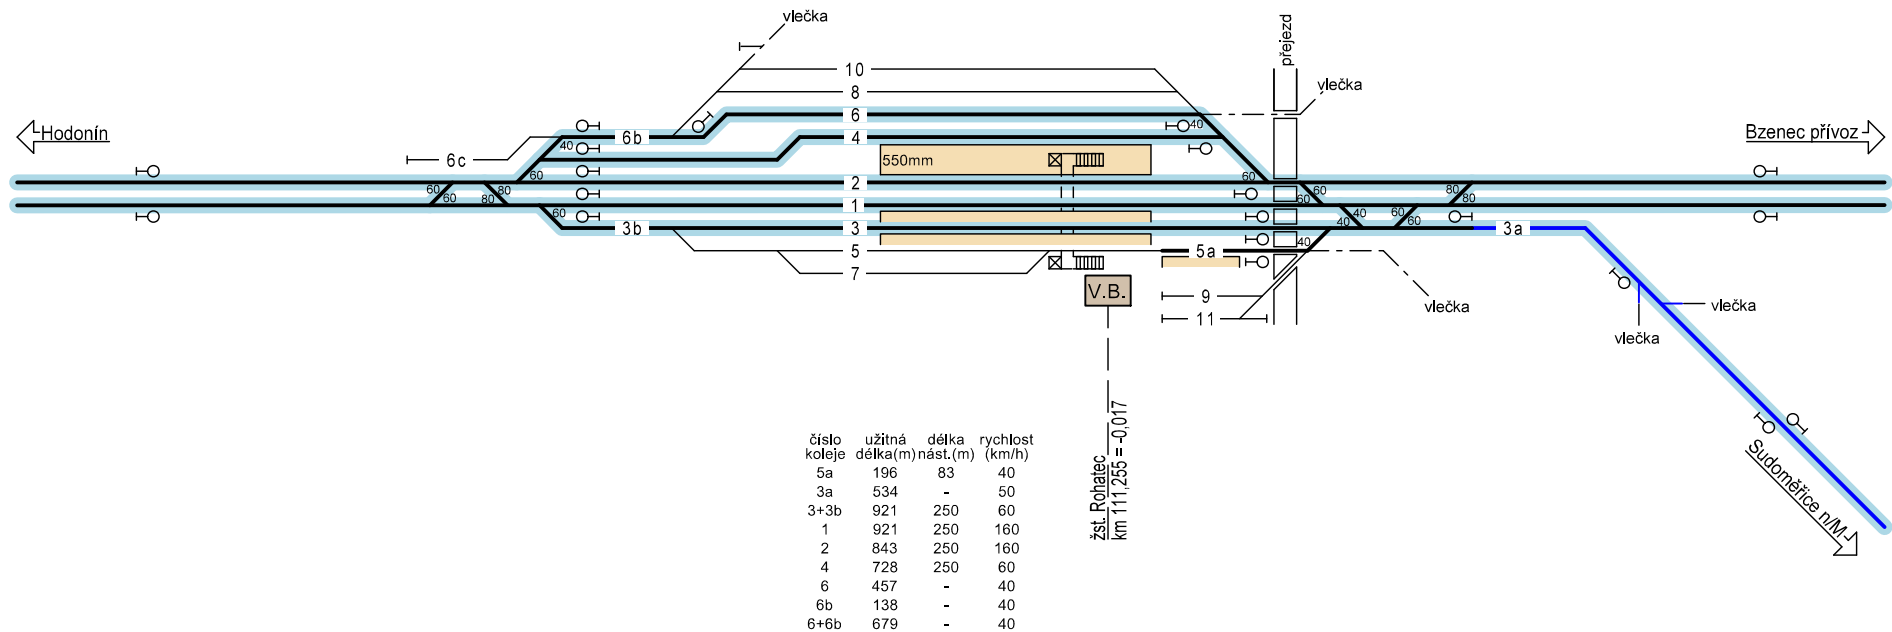 vlečka
přejezd
10
vlečka
8
6
40
Hodonín
6b
4
40
Bzenec přívoz
6c
40
550mm
60
60
60
80
2
60
80
60
80
1
60
60
40
3b
3
40
60
3a
5
5a
40
7
V.B.
9
11
vlečka
vlečka
vlečka
žst. Rohatec
km 111,255 = -0,017
Sudoměřice n/M
číslo užitná délka rychlost
koleje délka(m) nást.(m) (km/h)
5a 196 83 40
3a 534 - 50
3+3b 921 250 60
1 921 250 160
2 843 250 160
4 728 250 60
6 457 - 40
6b 138 - 40
6+6b 679 - 40